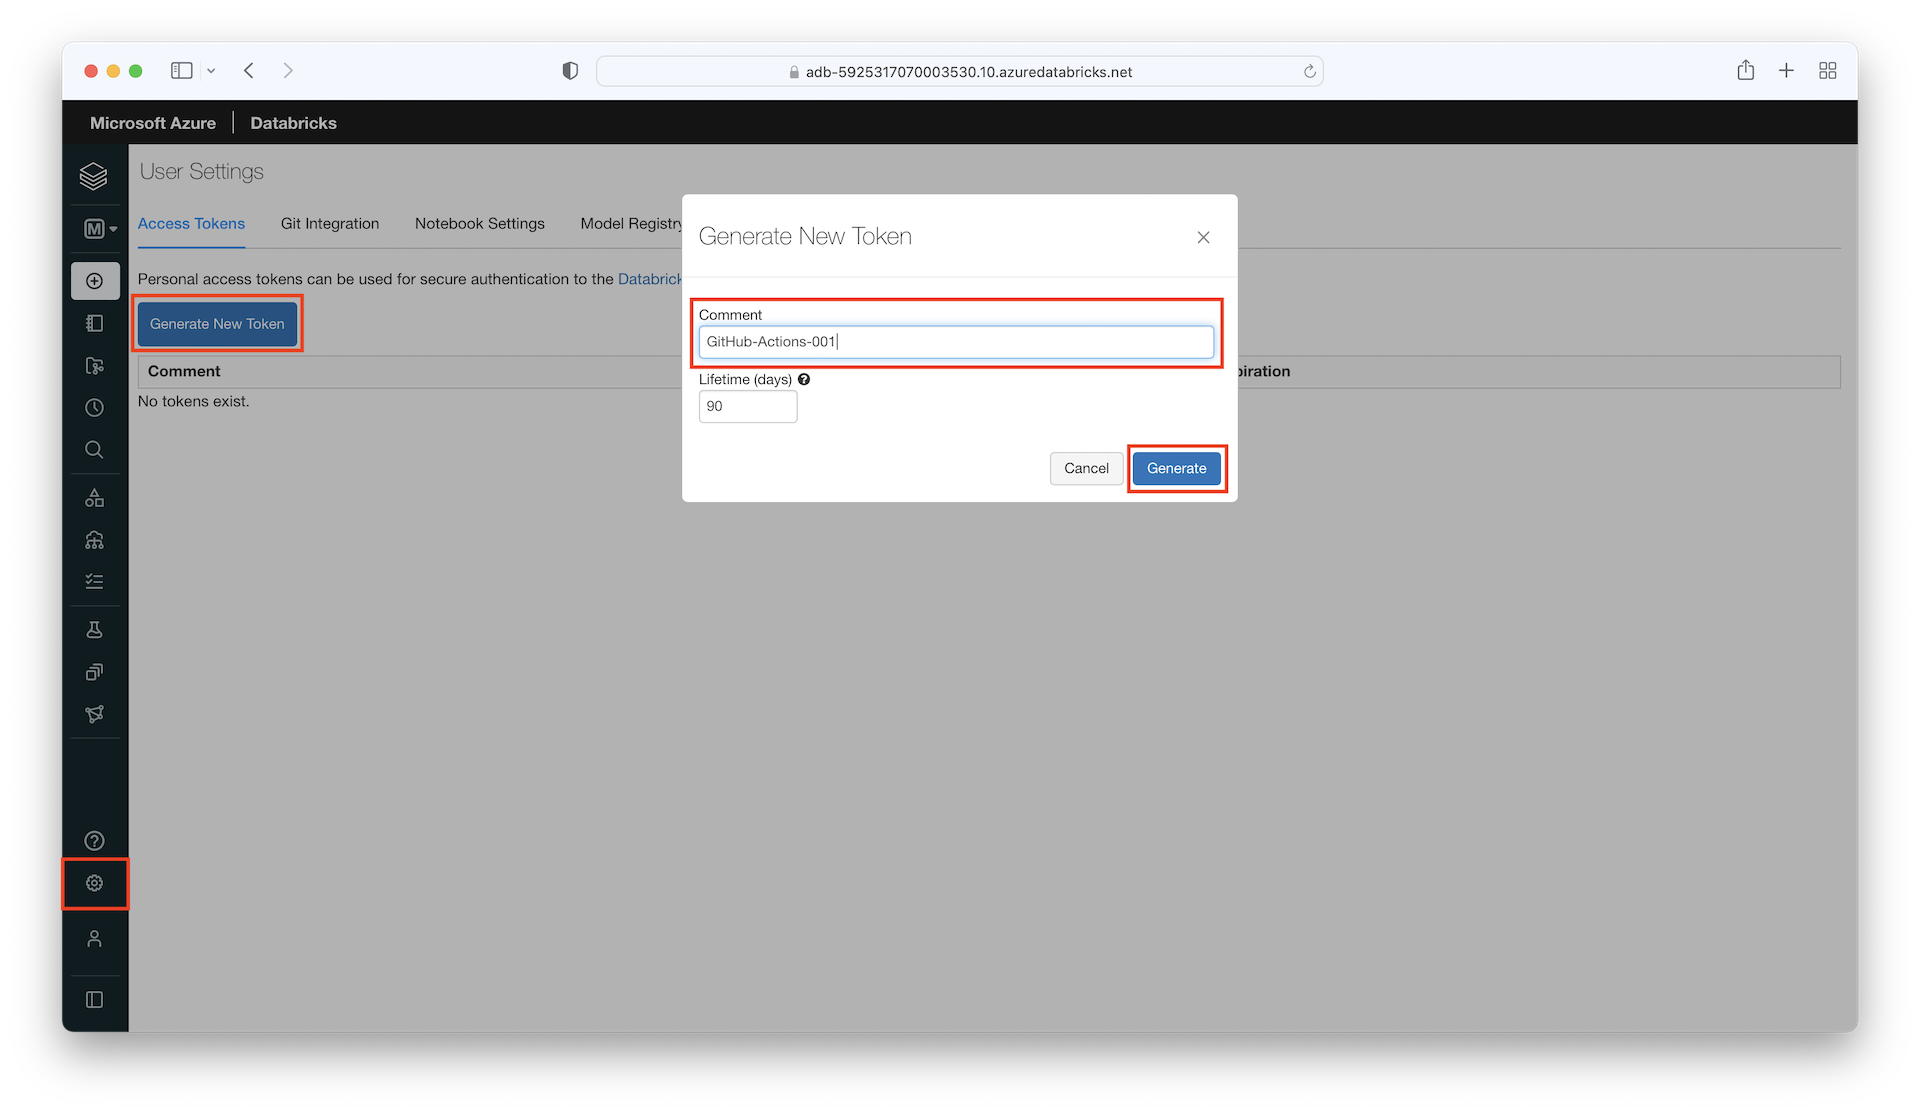 adb-5925317070003530.10.azuredatabricks.net
Microsoft Azure | Databricks
User Settings
Access Tokens Git Integration Notebook Settings Model Registry
Personal access tokens can be used for secure authentication to the Databrick
Generate New Token
Comment piration
No tokens exist.
M
Generate New Token
Comment
GitHub-Actions-001
Lifetime (days)
90
Cancel Generate